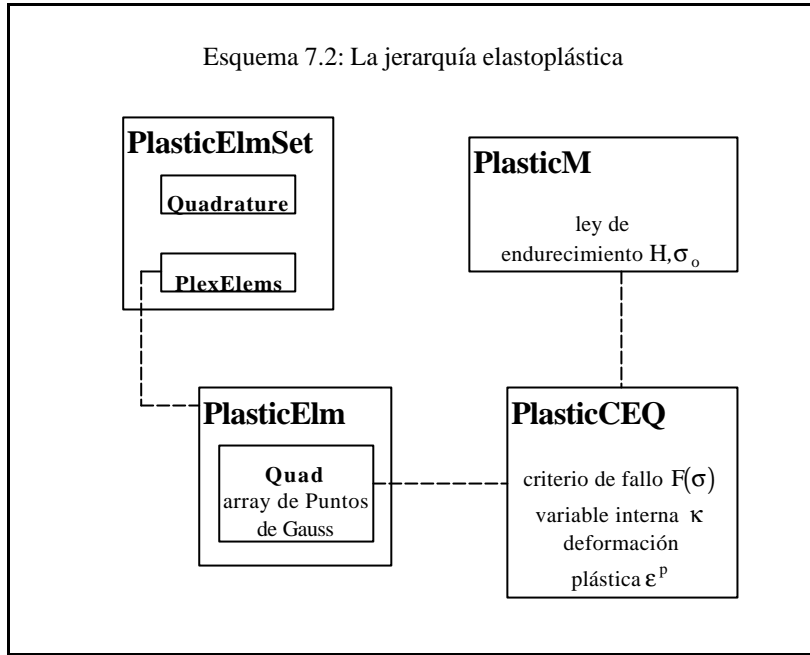 Esquema 7.2: La jerarquía elastoplástica
PlasticElmSet
Quadrature
PlexElems
PlasticM
ley de
endurecimiento H,σₒ
PlasticElm
Quad
array de Puntos
de Gauss
PlasticCEQ
criterio de fallo F(σ)
variable interna κ
deformación
plástica εᵖ